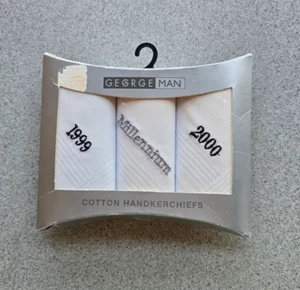 GEORGE MAN
1999
Millennium
2000
COTTON HANDKERCHIEFS